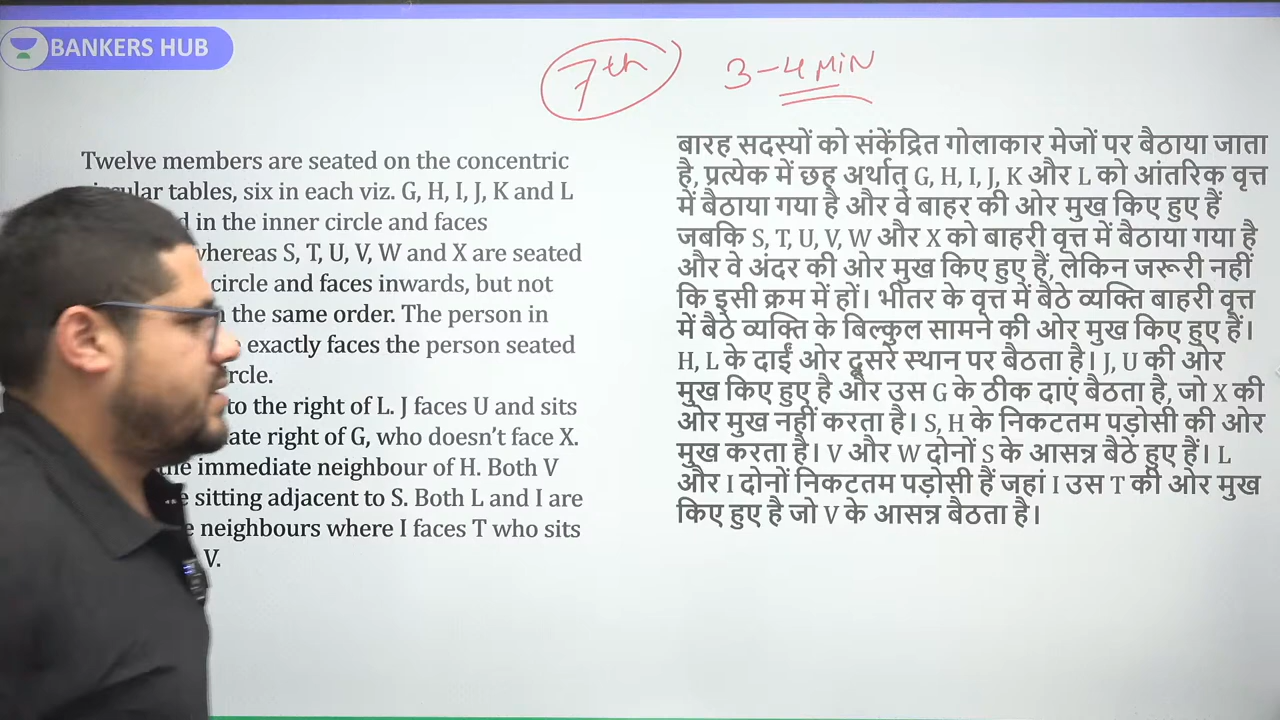 BANKERS HUB
7th
3-4 MIN
Twelve members are seated on the concentric
tables, six in each viz. G, H, I, J, K and L
in the inner circle and faces
whereas S, T, U, V, W and X are seated
circle and faces inwards, but not
the same order. The person in
exactly faces the person seated
to the right of L. J faces U and sits
right of G, who doesn't face X.
immediate neighbour of H. Both V
sitting adjacent to S. Both L and I are
neighbours where I faces T who sits
V.
बारह सदस्यों को संकेंद्रित गोलाकार मेजों पर बैठाया जाता
है, प्रत्येक में छह अर्थात् G, H, I, J, K और L को आंतरिक वृत्त
में बैठाया गया है और वे बाहर की ओर मुख किए हुए हैं
जबकि S, T, U, V, W और X को बाहरी वृत्त में बैठाया गया है
और वे अंदर की ओर मुख किए हुए हैं, लेकिन जरूरी नहीं
कि इसी क्रम में हों। भीतर के वृत्त में बैठे व्यक्ति बाहरी वृत्त
में बैठे व्यक्ति के बिल्कुल सामने की ओर मुख किए हुए हैं।
H, L के दाईं ओर दूसरे स्थान पर बैठता है। J, U की ओर
मुख किए हुए है और उस G के ठीक दाएं बैठता है, जो X की
ओर मुख नहीं करता है। S, H के निकटतम पड़ोसी की ओर
मुख करता है। V और W दोनों S के आसन्न बैठे हुए हैं। L
और I दोनों निकटतम पड़ोसी हैं जहां I उस T की ओर मुख
किए हुए है जो V के आसन्न बैठता है।